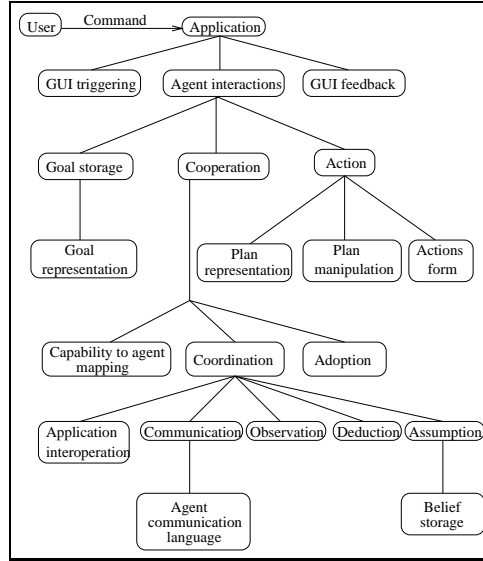 User
Command
Application
GUI triggering
Agent interactions
GUI feedback
Goal storage
Cooperation
Action
Goal
representation
Plan
representation
Plan
manipulation
Actions
form
Capability to agent
mapping
Coordination
Adoption
Application
interoperation
Communication
Observation
Deduction
Assumption
Agent
communication
language
Belief
storage